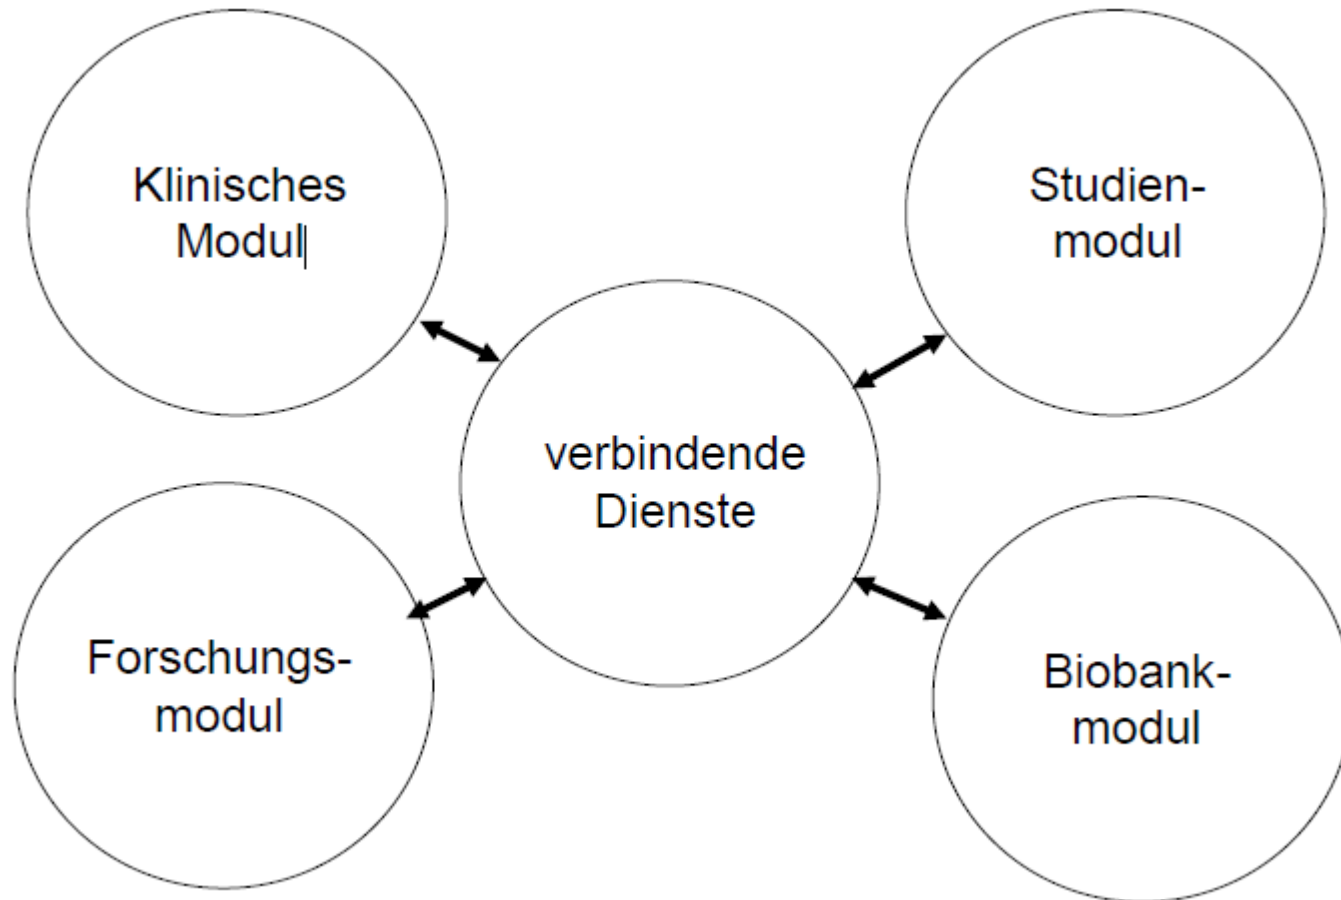 Klinisches
Modul
Studien-
modul
verbindende
Dienste
Forschungs-
modul
Biobank-
modul